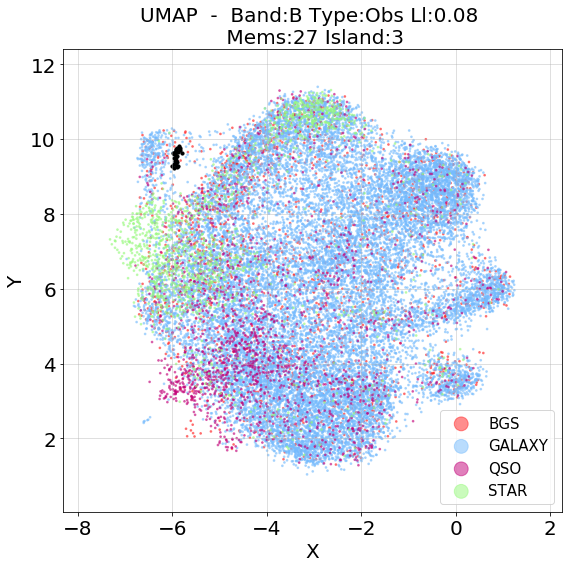 UMAP  -  Band:B Type:Obs Ll:0.08
Mems:27 Island:3
12
10
8
6
4
2
Y
−8
−6
−4
−2
0
2
X
BGS
GALAXY
QSO
STAR